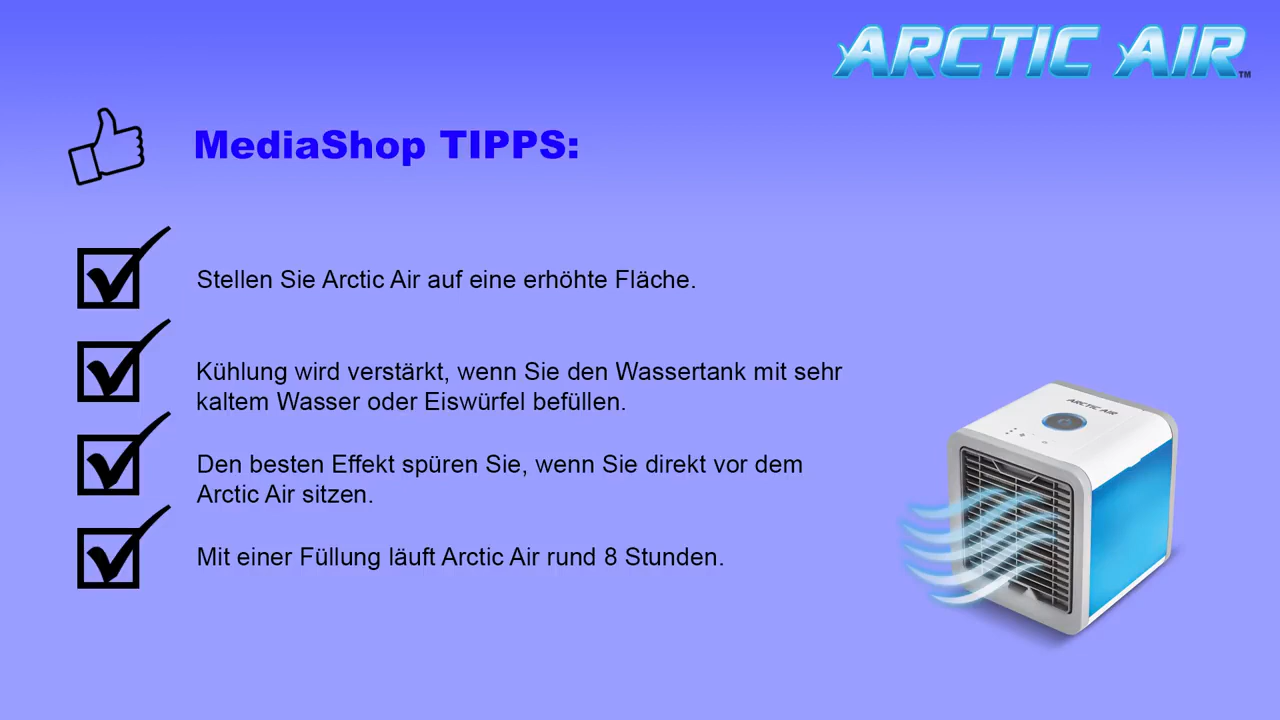 ARCTIC AIR™
MediaShop TIPPS:
Stellen Sie Arctic Air auf eine erhöhte Fläche.
Kühlung wird verstärkt, wenn Sie den Wassertank mit sehr
kaltem Wasser oder Eiswürfel befüllen.
Den besten Effekt spüren Sie, wenn Sie direkt vor dem
Arctic Air sitzen.
Mit einer Füllung läuft Arctic Air rund 8 Stunden.
ARCTIC AIR